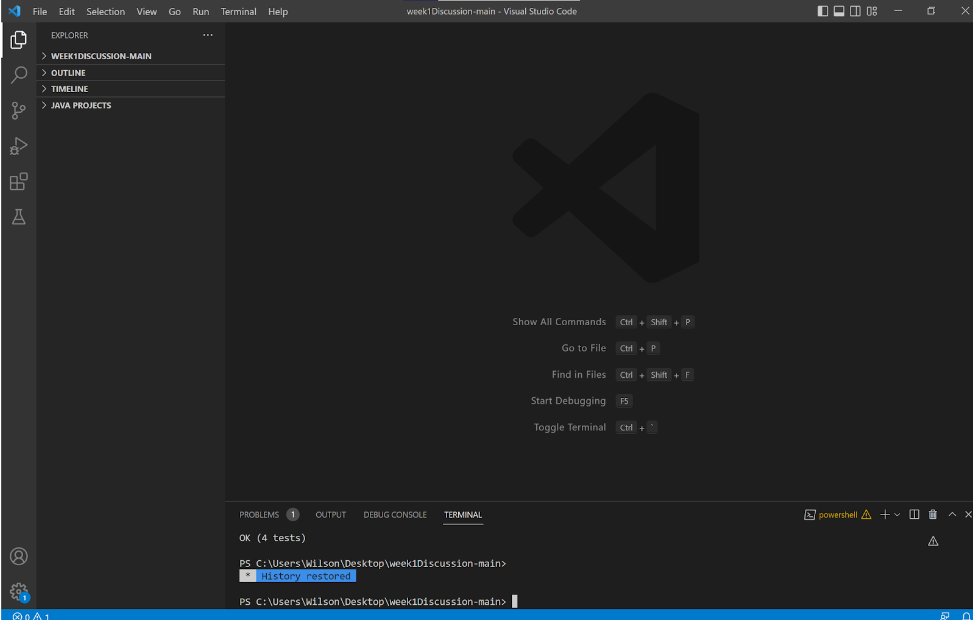 File Edit Selection View Go Run Terminal Help week1Discussion-main - Visual Studio Code
EXPLORER ...
WEEK1DISCUSSION-MAIN
OUTLINE
TIMELINE
JAVA PROJECTS
Show All Commands Ctrl + Shift + P
Go to File Ctrl + P
Find in Files Ctrl + Shift + F
Start Debugging F5
Toggle Terminal Ctrl + `
PROBLEMS 1 OUTPUT DEBUG CONSOLE TERMINAL powershell
OK (4 tests)
PS C:\Users\Wilson\Desktop\week1Discussion-main>
* History restored
PS C:\Users\Wilson\Desktop\week1Discussion-main>
1
0 1